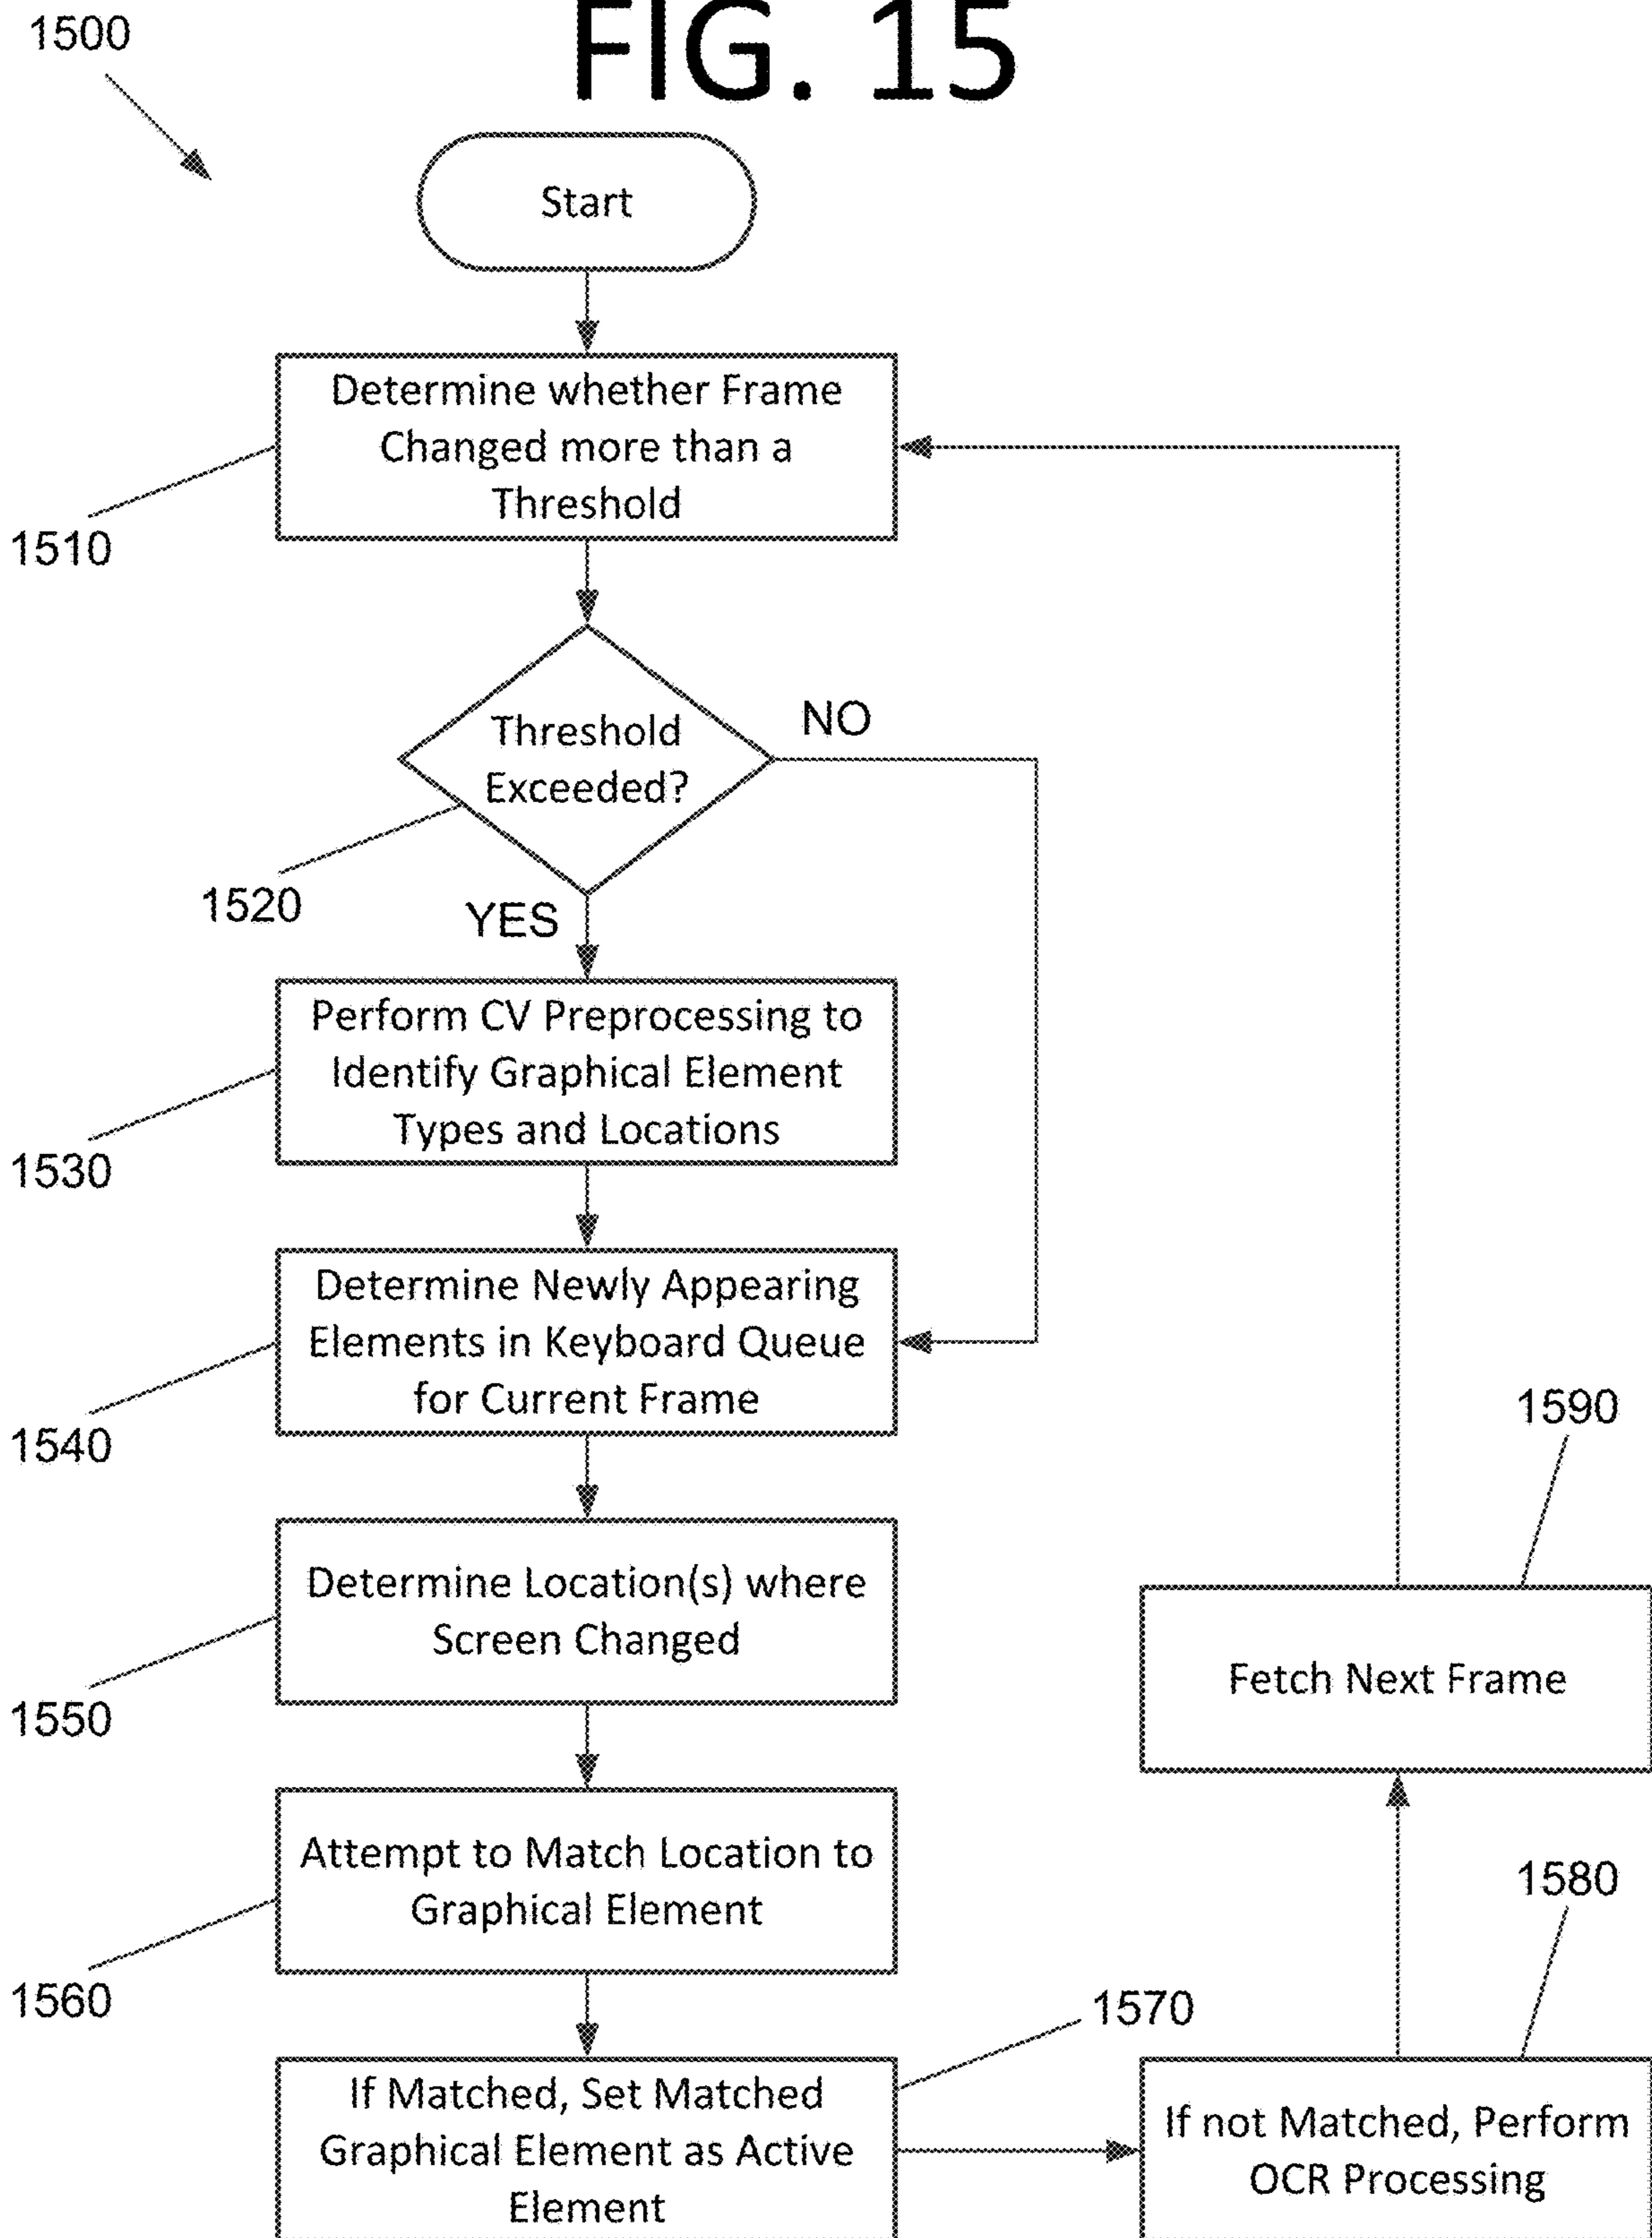 FIG. 15
1500
Start
Determine whether Frame
Changed more than a
Threshold
1510
Threshold
Exceeded?
NO
1520
YES
Perform CV Preprocessing to
Identify Graphical Element
Types and Locations
1530
Determine Newly Appearing
Elements in Keyboard Queue
for Current Frame
1540
Determine Location(s) where
Screen Changed
1550
Attempt to Match Location to
Graphical Element
1560
If Matched, Set Matched
Graphical Element as Active
Element
1570
If not Matched, Perform
OCR Processing
1580
Fetch Next Frame
1590